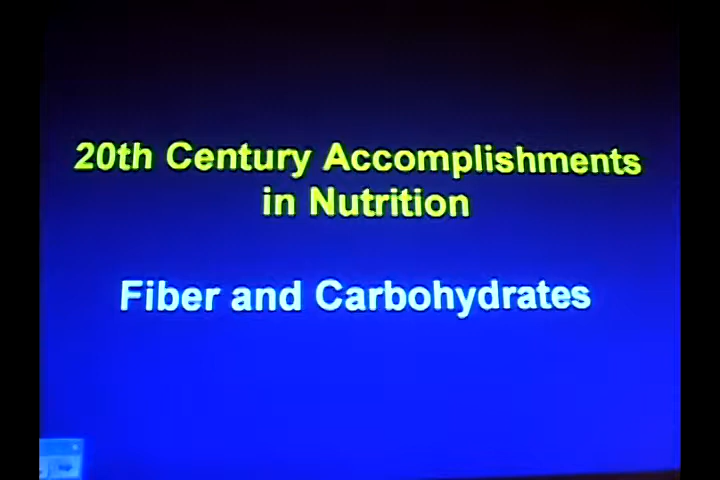 20th Century Accomplishments
in Nutrition
Fiber and Carbohydrates